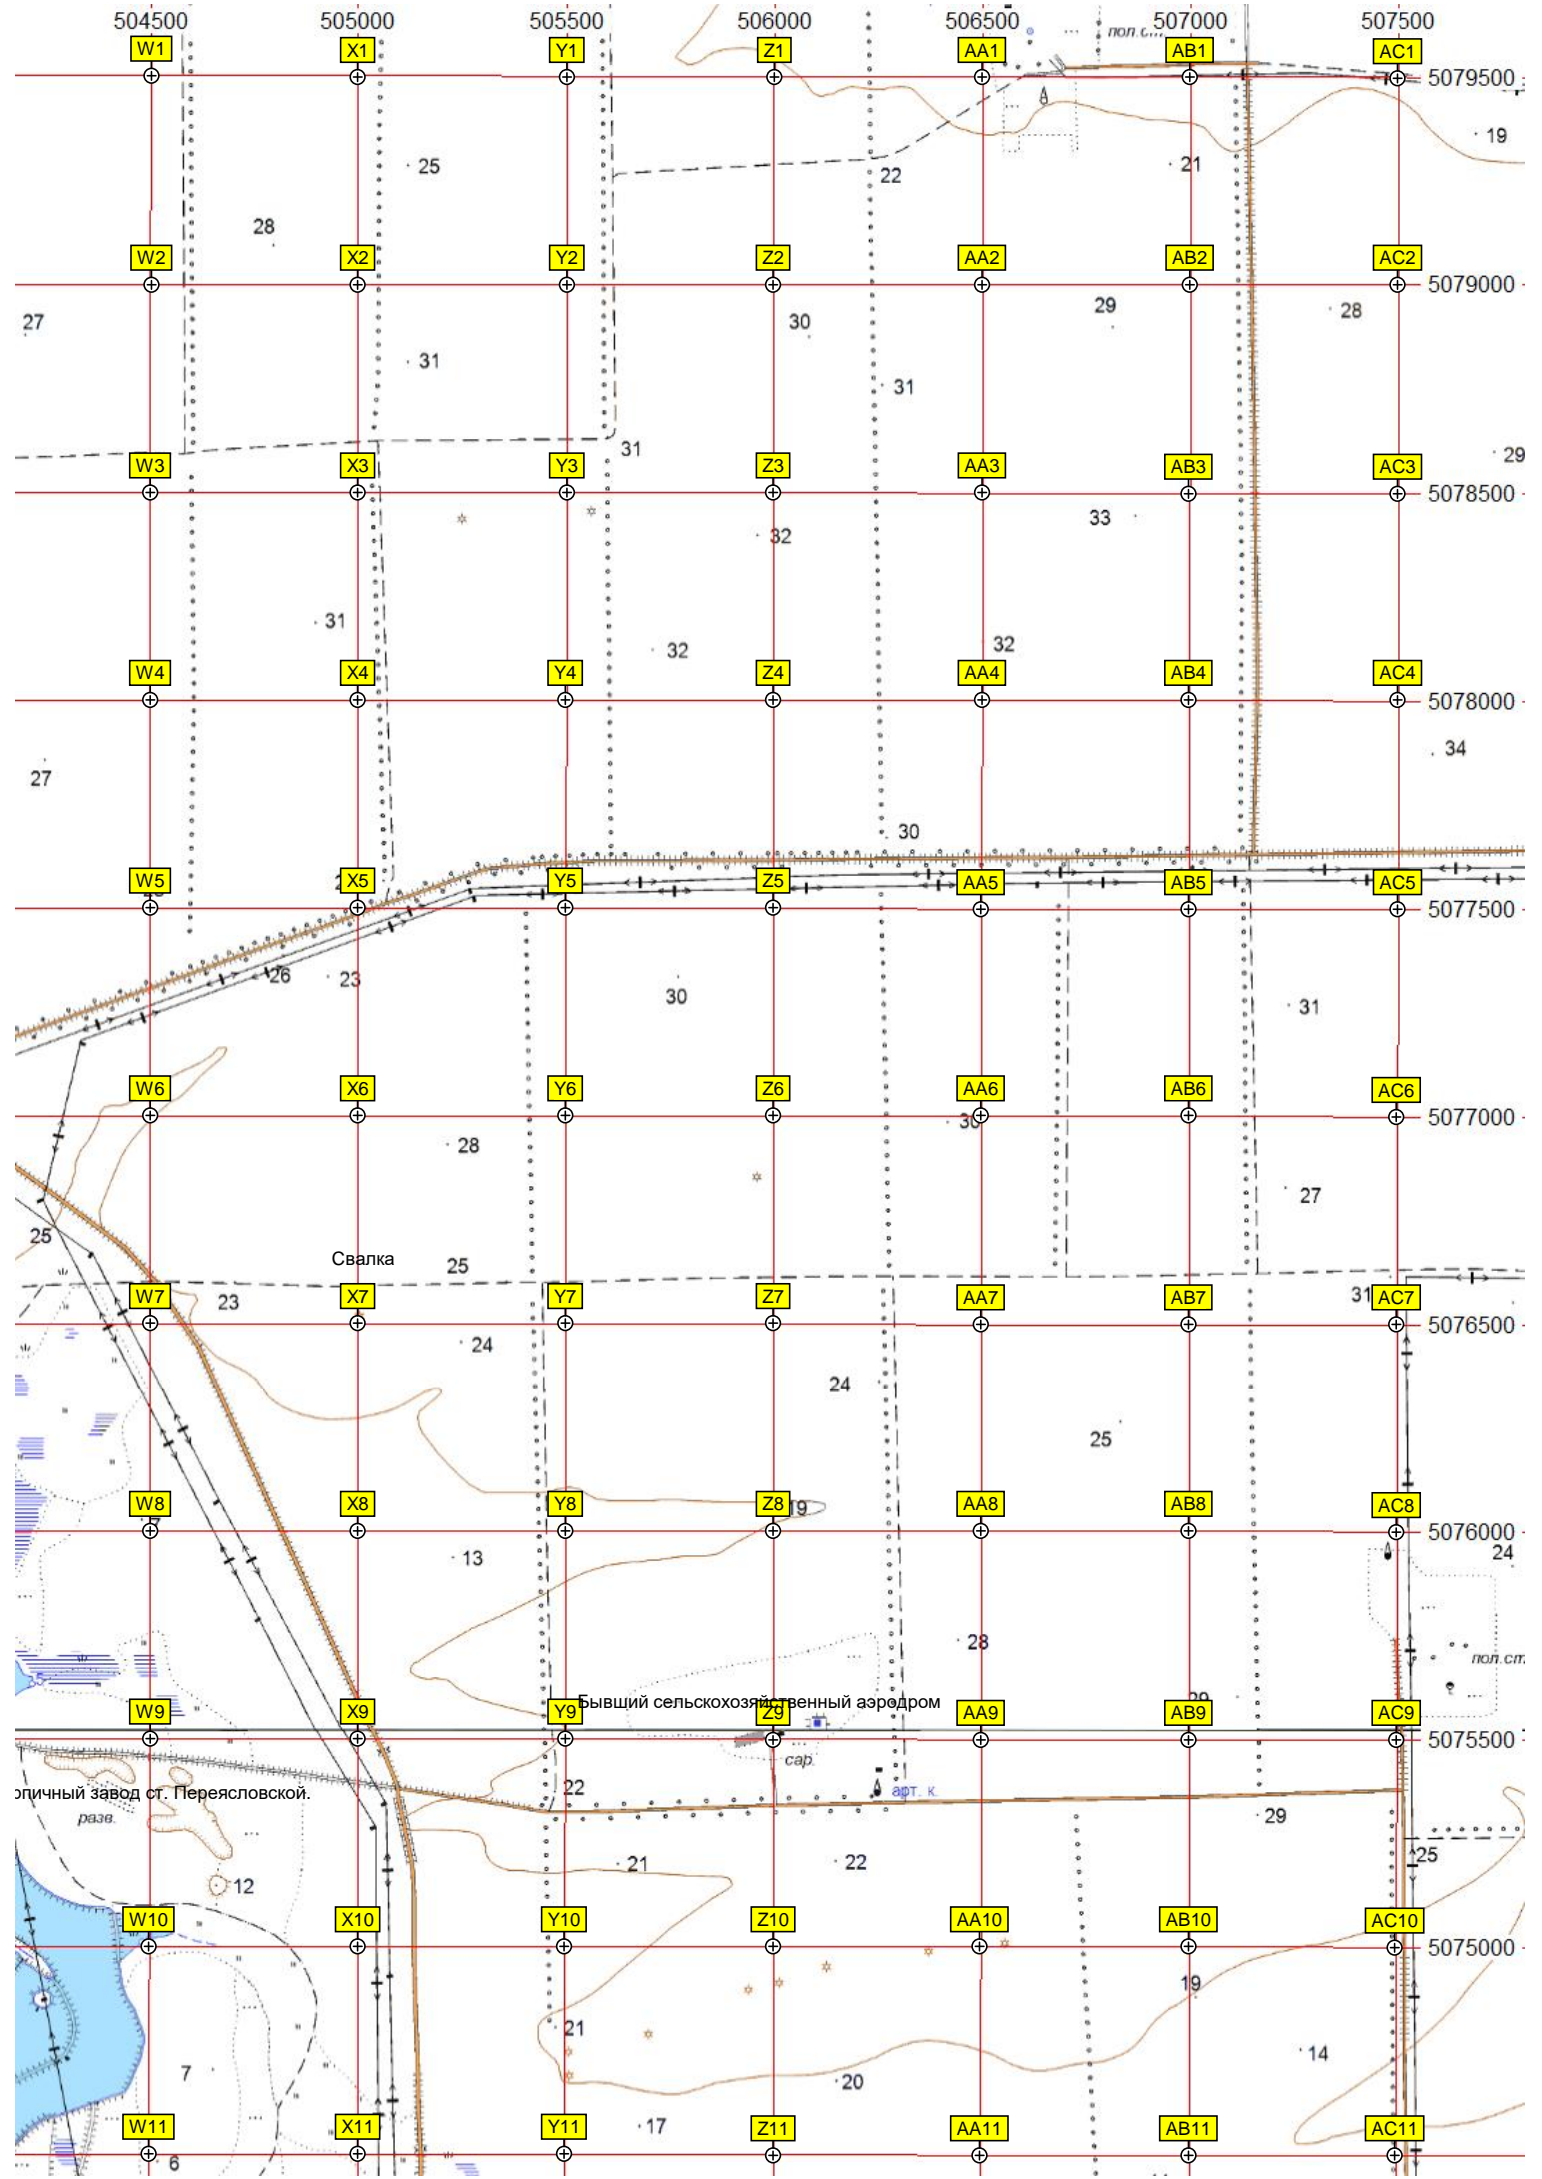 504500 505000 505500 506000 506500 507000 507500
пол.с
W1 X1 Y1 Z1 AA1 AB1 AC1
5079500
19
25 22 21
28
W2 X2 Y2 Z2 AA2 AB2 AC2
5079000
27 30 29 28
31 31
31 29
W3 X3 Y3 Z3 AA3 AB3 AC3
5078500
32 33
31 32 32
W4 X4 Y4 Z4 AA4 AB4 AC4
5078000
27 34
30
W5 X5 Y5 Z5 AA5 AB5 AC5
5077500
26 23 30 31
W6 X6 Y6 Z6 AA6 AB6 AC6
5077000
28 30
27
25 Свалка 25
23 31
W7 X7 Y7 Z7 AA7 AB7 AC7
5076500
24 24
25
W8 X8 Y8 Z8 19 AA8 AB8 AC8
5076000
13 24
28 пол.ст
35
Бывший сельскохозяйственный аэродром 29
W9 X9 Y9 Z9 AA9 AB9 AC9
5075500
сар.
опичный завод ст. Переясловской. 22 арт. к.
разв. 29
21 22 25
12
W10 X10 Y10 Z10 AA10 AB10 AC10
5075000
19
21 14
7 20
W11 X11 Y11 Z11 AA11 AB11 AC11
17
6